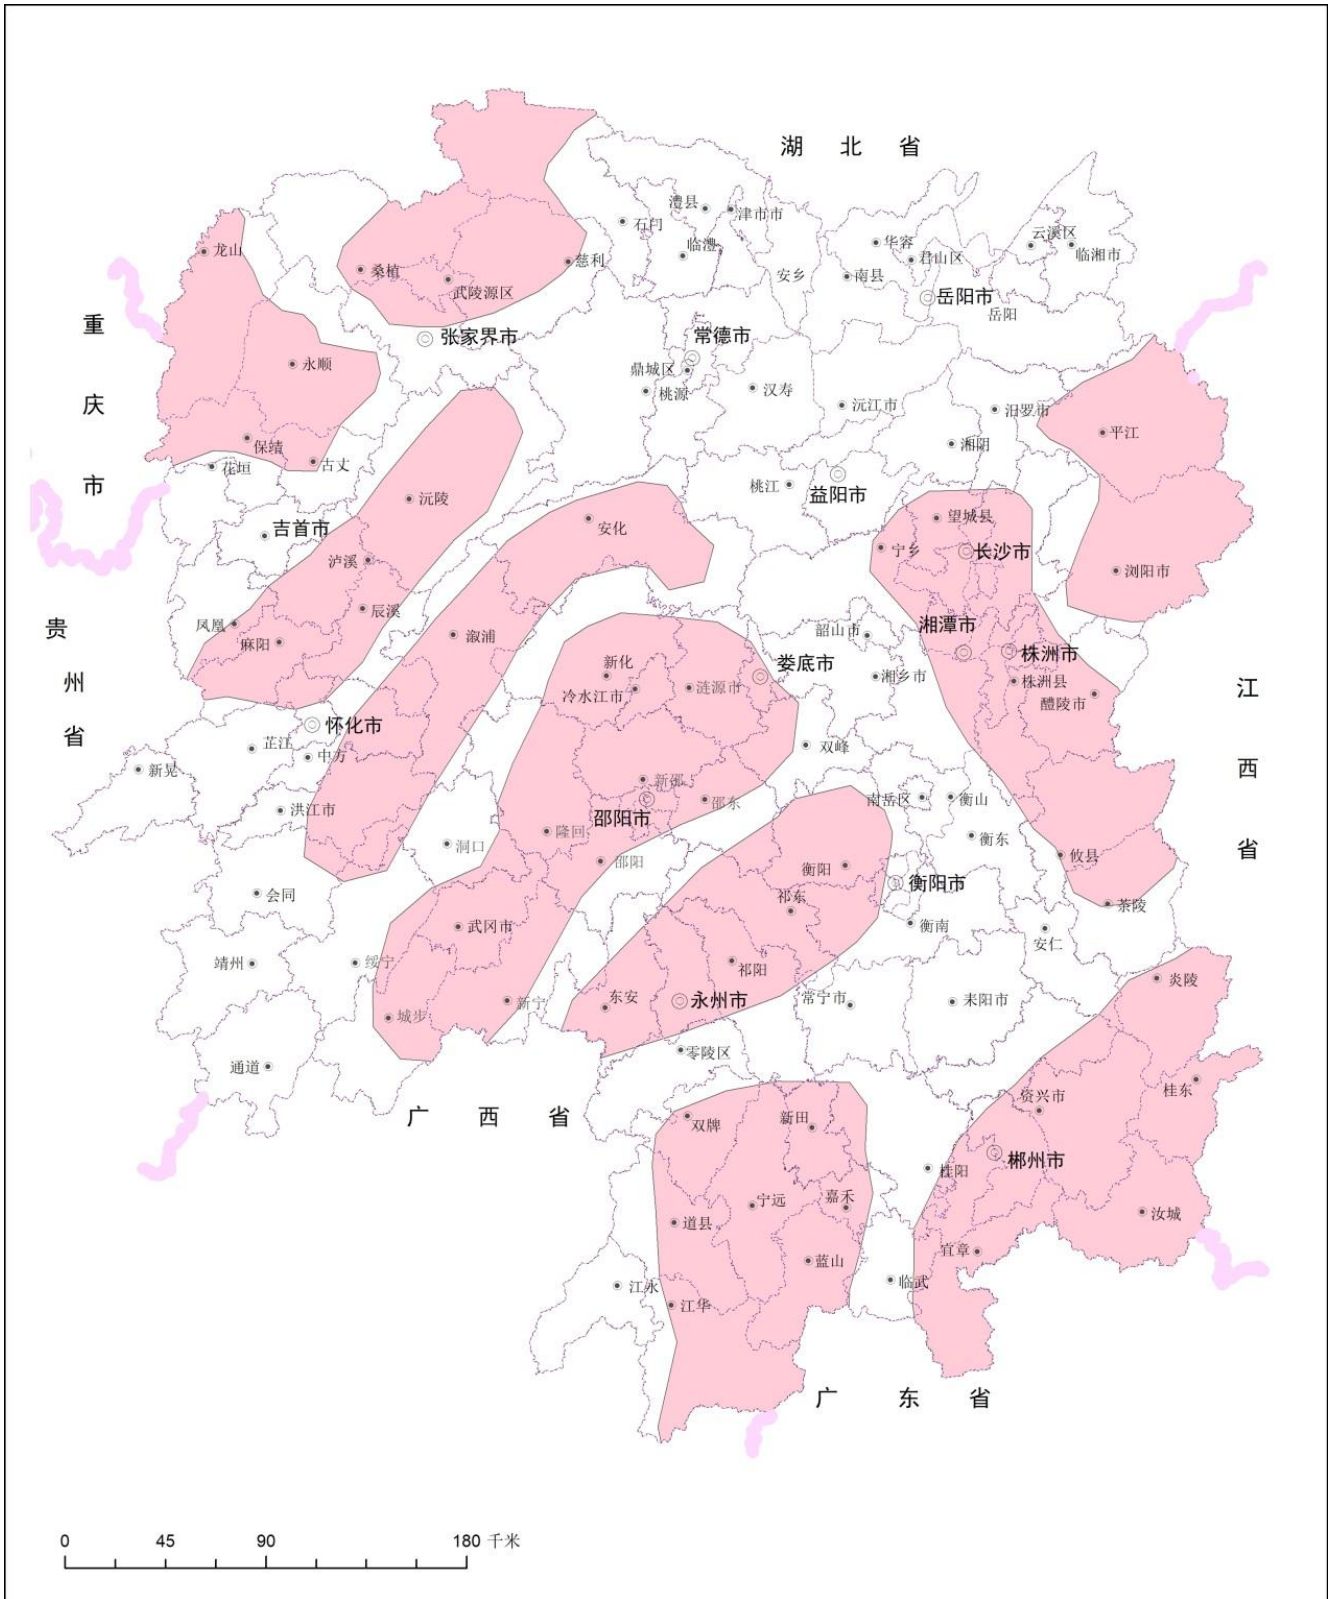 湖北省
澧县
津市市
石门
临澧
华容
云溪区
临湘市
君山区
安乡
南县
岳阳市
岳阳
龙山
桑植
慈利
武陵源区
重庆市
张家界市
常德市
永顺
鼎城区
桃源
汉寿
沅江市
汨罗市
平江
保靖
花垣
古丈
湘阴
沅陵
桃江
益阳市
安化
望城县
吉首市
宁乡
长沙市
泸溪
浏阳市
贵州省
凤凰
辰溪
麻阳
溆浦
韶山市
湘潭市
株洲市
新化
娄底市
冷水江市
涟源市
湘乡市
株洲县
醴陵市
江西省
怀化市
芷江
中方
新晃
双峰
新邵
洪江市
邵阳市
邵东
南岳区
衡山
隆回
洞口
邵阳
衡东
攸县
衡阳
衡阳市
会同
祁东
茶陵
武冈市
衡南
安仁
靖州
绥宁
祁阳
炎陵
城步
新宁
东安
永州市
常宁市
耒阳市
零陵区
通道
桂东
资兴市
广西省
双牌
新田
桂阳
郴州市
宁远
嘉禾
道县
汝城
宜章
蓝山
江永
临武
江华
广东省
0 45 90 180 千米